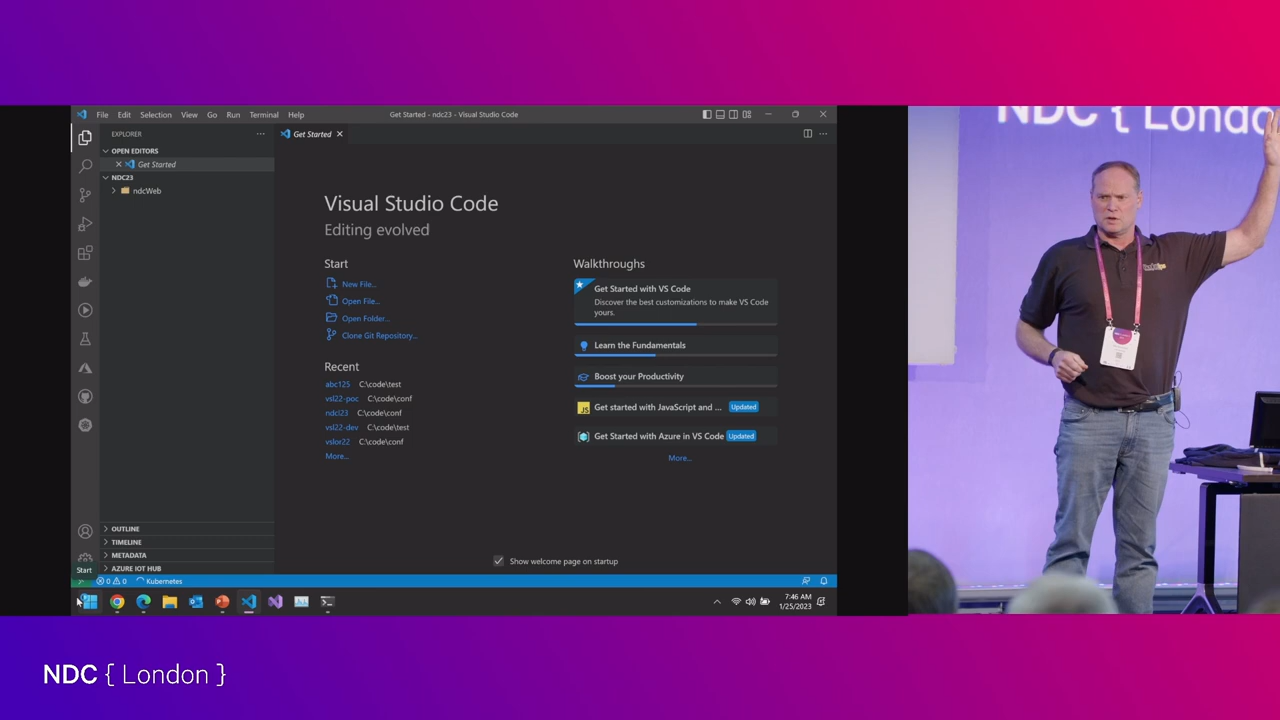 File Edit Selection View Go Run Terminal Help
Get Started - ndc23 - Visual Studio Code
EXPLORER
OPEN EDITORS
Get Started
NDC23
ndcWeb
OUTLINE
TIMELINE
METADATA
AZURE IOT HUB
Start
Get Started
Visual Studio Code
Editing evolved
Start
New File...
Open File...
Open Folder...
Clone Git Repository...
Recent
abc125 C:\code\test
vsl22-poc C:\code\conf
ndcl23 C:\code\conf
vsl22-dev C:\code\test
vslor22 C:\code\conf
More...
Walkthroughs
Get Started with VS Code
Discover the best customizations to make VS Code
yours.
Learn the Fundamentals
Boost your Productivity
JS Get started with JavaScript and ... Updated
Get Started with Azure in VS Code Updated
More...
Show welcome page on startup
0 0 Kubernetes
7:46 AM
1/25/2023
NDC { Londo
NDC { London }